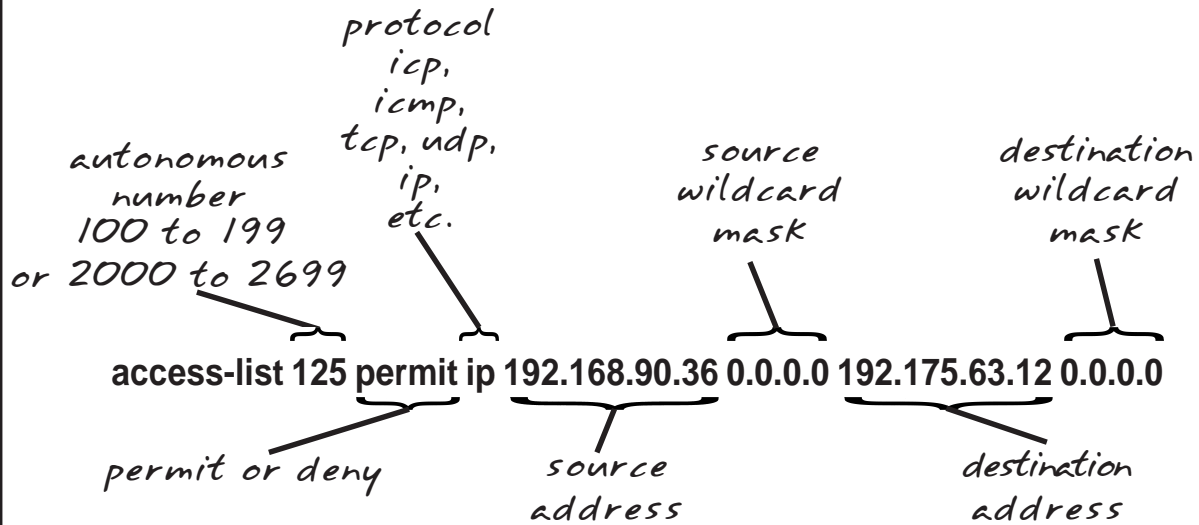 protocol
icp,
icmp,
tcp, udp,
ip,
etc.
autonomous
number
100 to 199
or 2000 to 2699
source
wildcard
mask
destination
wildcard
mask
access-list 125 permit ip 192.168.90.36 0.0.0.0 192.175.63.12 0.0.0.0
permit or deny
source
address
destination
address